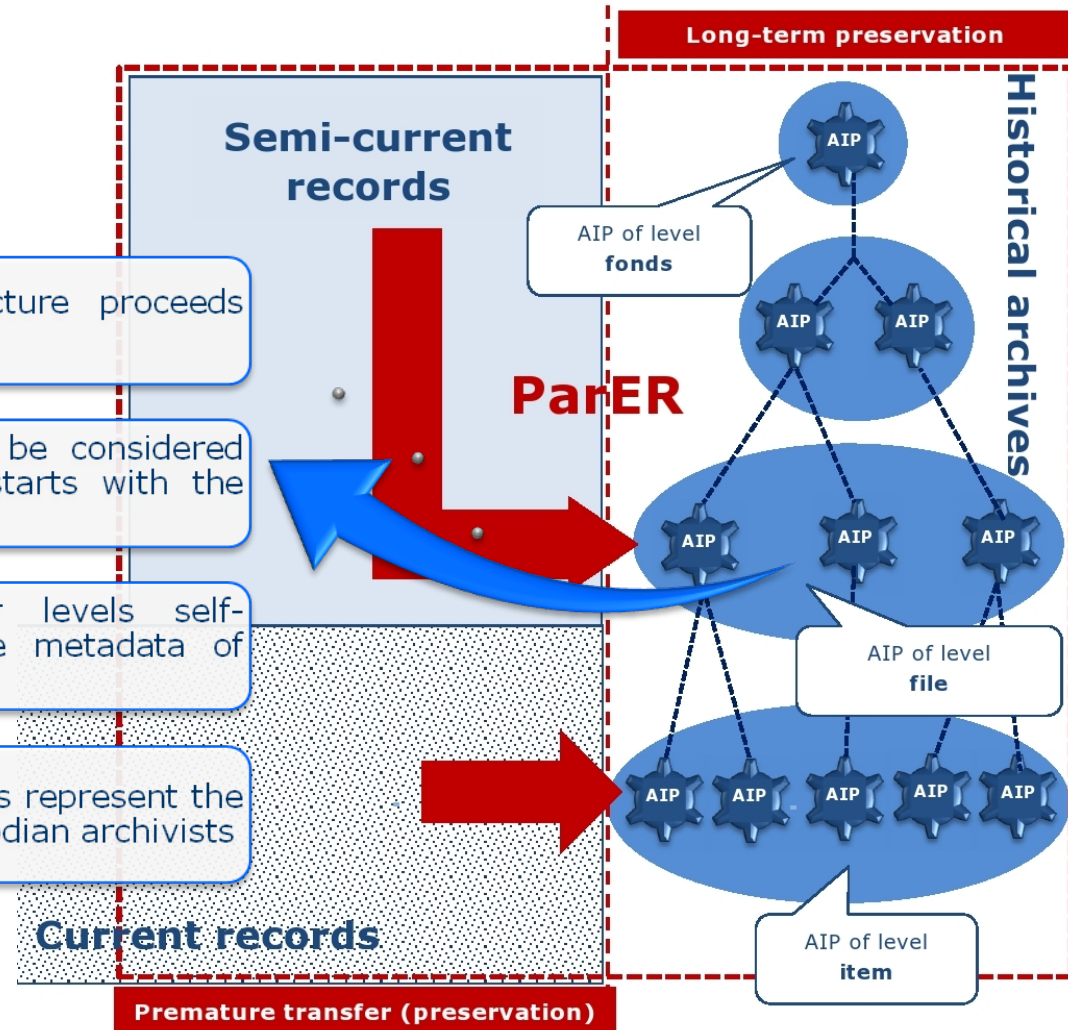 Long-term preservation
Semi-current
records
Historical archives
AIP
AIP of level
fonds
AIP
AIP
proceeds
ParER
be considered
starts with the
AIP
AIP
AIP
levels self-
metadata of
AIP of level
file
represent the
archivists
AIP
AIP
AIP
AIP
AIP
Current records
AIP of level
item
Premature transfer (preservation)